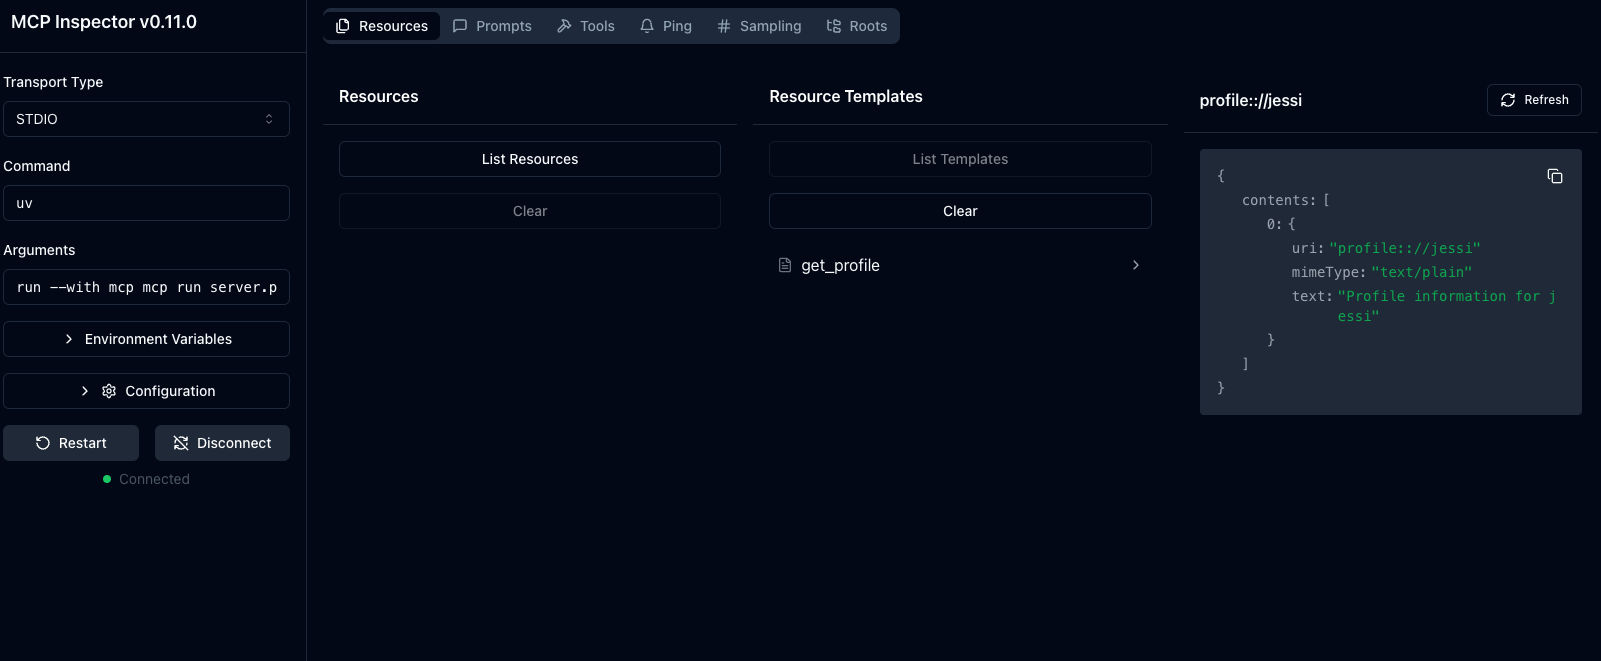 MCP Inspector v0.11.0
Transport Type
STDIO
Command
uv
Arguments
run --with mcp mcp run server.p
Environment Variables
Configuration
Restart
Disconnect
Connected
Resources
Prompts
Tools
Ping
Sampling
Roots
Resources
List Resources
Clear
Resource Templates
List Templates
Clear
get_profile
profile:://jessi
Refresh
{
contents: [
0: {
uri: "profile:://jessi"
mimeType: "text/plain"
text: "Profile information for j
essi"
}
]
}